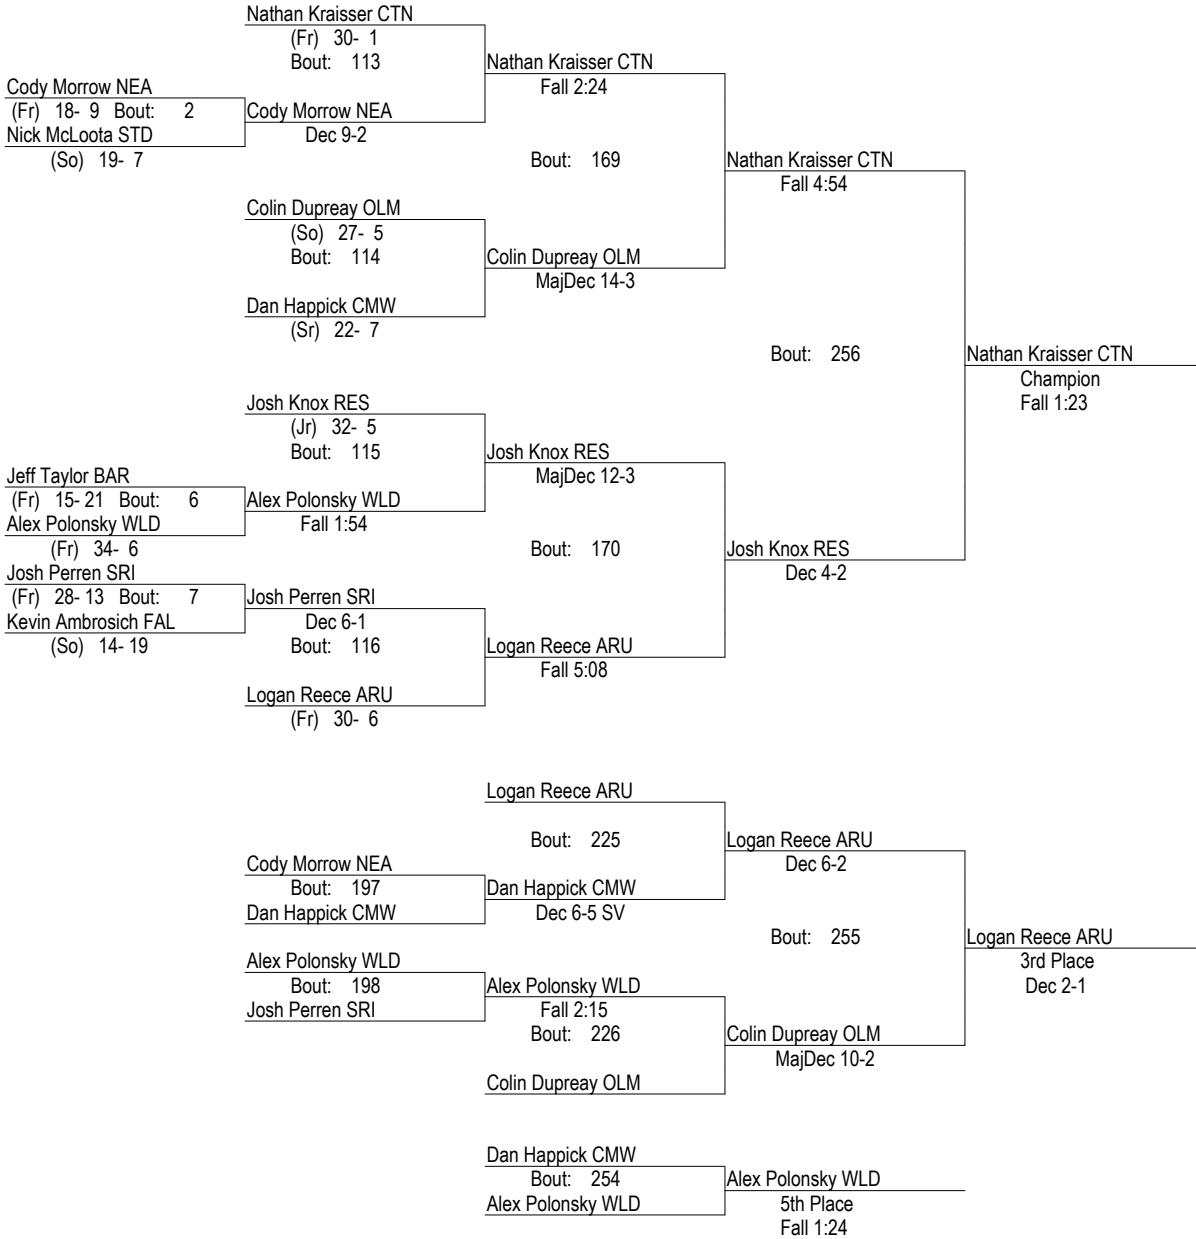 Nathan Kraisser CTN
(Fr) 30- 1
Bout: 113
Nathan Kraisser CTN
Fall 2:24
Cody Morrow NEA
(Fr) 18- 9 Bout: 2
Cody Morrow NEA
Nick McLoota STD
Dec 9-2
(So) 19- 7
Bout: 169
Nathan Kraisser CTN
Fall 4:54
Colin Dupreay OLM
(So) 27- 5
Bout: 114
Colin Dupreay OLM
MajDec 14-3
Dan Happick CMW
(Sr) 22- 7
Bout: 256
Nathan Kraisser CTN
Champion
Fall 1:23
Josh Knox RES
(Jr) 32- 5
Bout: 115
Josh Knox RES
MajDec 12-3
Jeff Taylor BAR
(Fr) 15- 21 Bout: 6
Alex Polonsky WLD
Alex Polonsky WLD
Fall 1:54
(Fr) 34- 6
Bout: 170
Josh Knox RES
Dec 4-2
Josh Perren SRI
(Fr) 28- 13 Bout: 7
Josh Perren SRI
Kevin Ambrosich FAL
Dec 6-1
(So) 14- 19
Bout: 116
Logan Reece ARU
Fall 5:08
Logan Reece ARU
(Fr) 30- 6
Logan Reece ARU
Bout: 225
Logan Reece ARU
Dec 6-2
Cody Morrow NEA
Bout: 197
Dan Happick CMW
Dan Happick CMW
Dec 6-5 SV
Bout: 255
Logan Reece ARU
3rd Place
Dec 2-1
Alex Polonsky WLD
Bout: 198
Alex Polonsky WLD
Josh Perren SRI
Fall 2:15
Bout: 226
Colin Dupreay OLM
MajDec 10-2
Colin Dupreay OLM
Dan Happick CMW
Bout: 254
Alex Polonsky WLD
Alex Polonsky WLD
5th Place
Fall 1:24